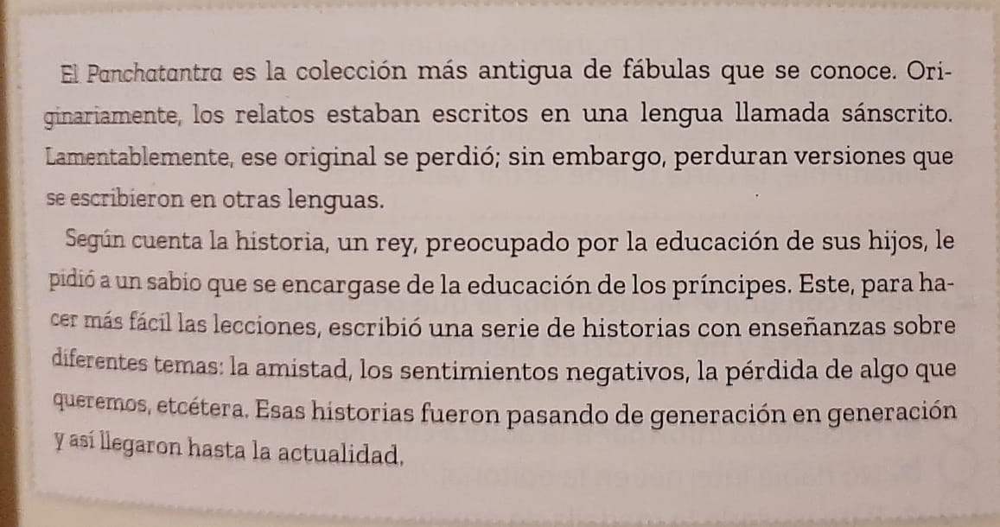 El Panchatantra es la colección más antigua de fábulas que se conoce. Ori-
ginariamente, los relatos estaban escritos en una lengua llamada sánscrito.
Lamentablemente, ese original se perdió; sin embargo, perduran versiones que
se escribieron en otras lenguas.
Según cuenta la historia, un rey, preocupado por la educación de sus hijos, le
pidió a un sabio que se encargase de la educación de los príncipes. Este, para ha-
cer más fácil las lecciones, escribió una serie de historias con enseñanzas sobre
diferentes temas: la amistad, los sentimientos negativos, la pérdida de algo que
queremos, etcétera. Esas historias fueron pasando de generación en generación
y así llegaron hasta la actualidad.